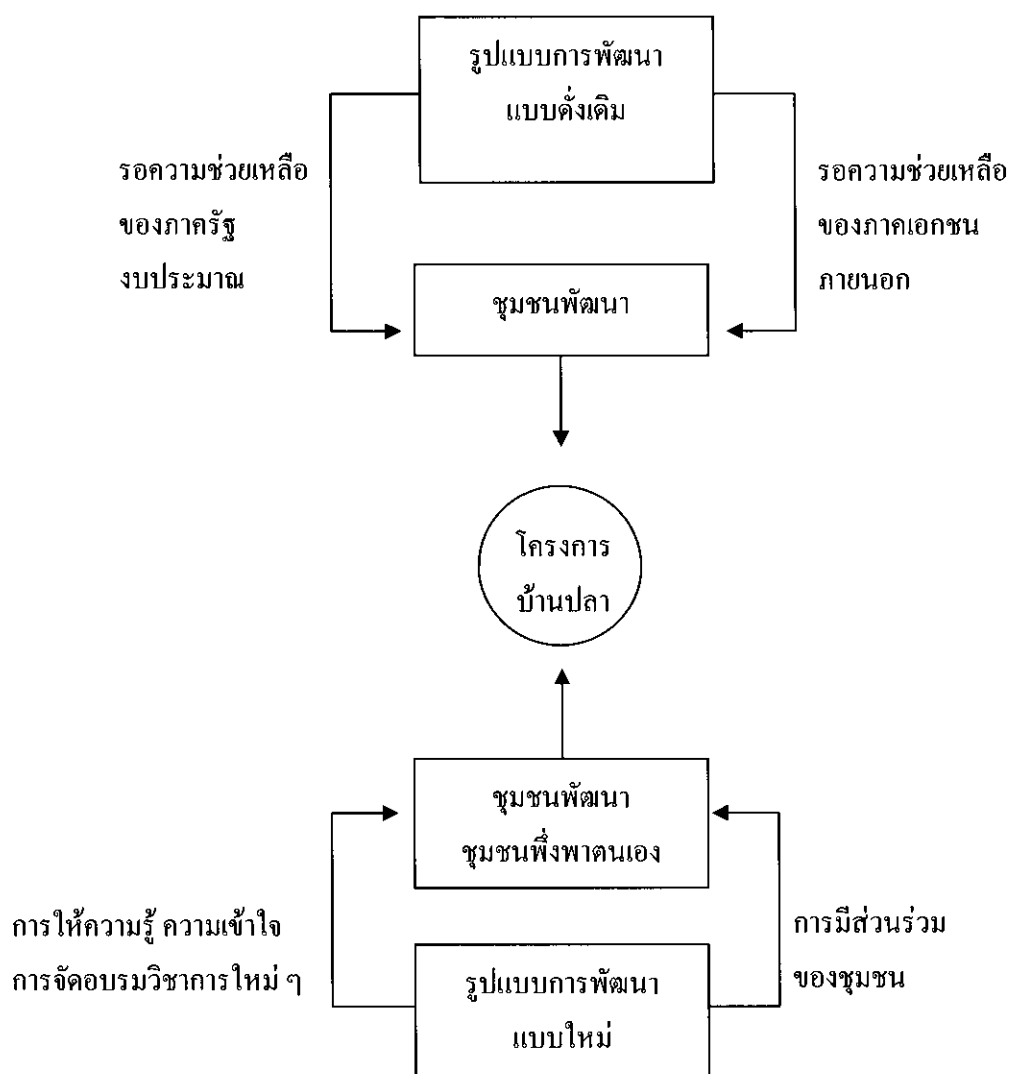 รูปแบบการพัฒนา
แบบดั่งเดิม
รอความช่วยเหลือ
ของภาครัฐ
งบประมาณ
รอความช่วยเหลือ
ของภาคเอกชน
ภายนอก
ชุมชนพัฒนา
โครงการ
บ้านปลา
ชุมชนพัฒนา
ชุมชนพึ่งพาตนเอง
การให้ความรู้ ความเข้าใจ
การจัดอบรมวิชาการใหม่ ๆ
การมีส่วนร่วม
ของชุมชน
รูปแบบการพัฒนา
แบบใหม่